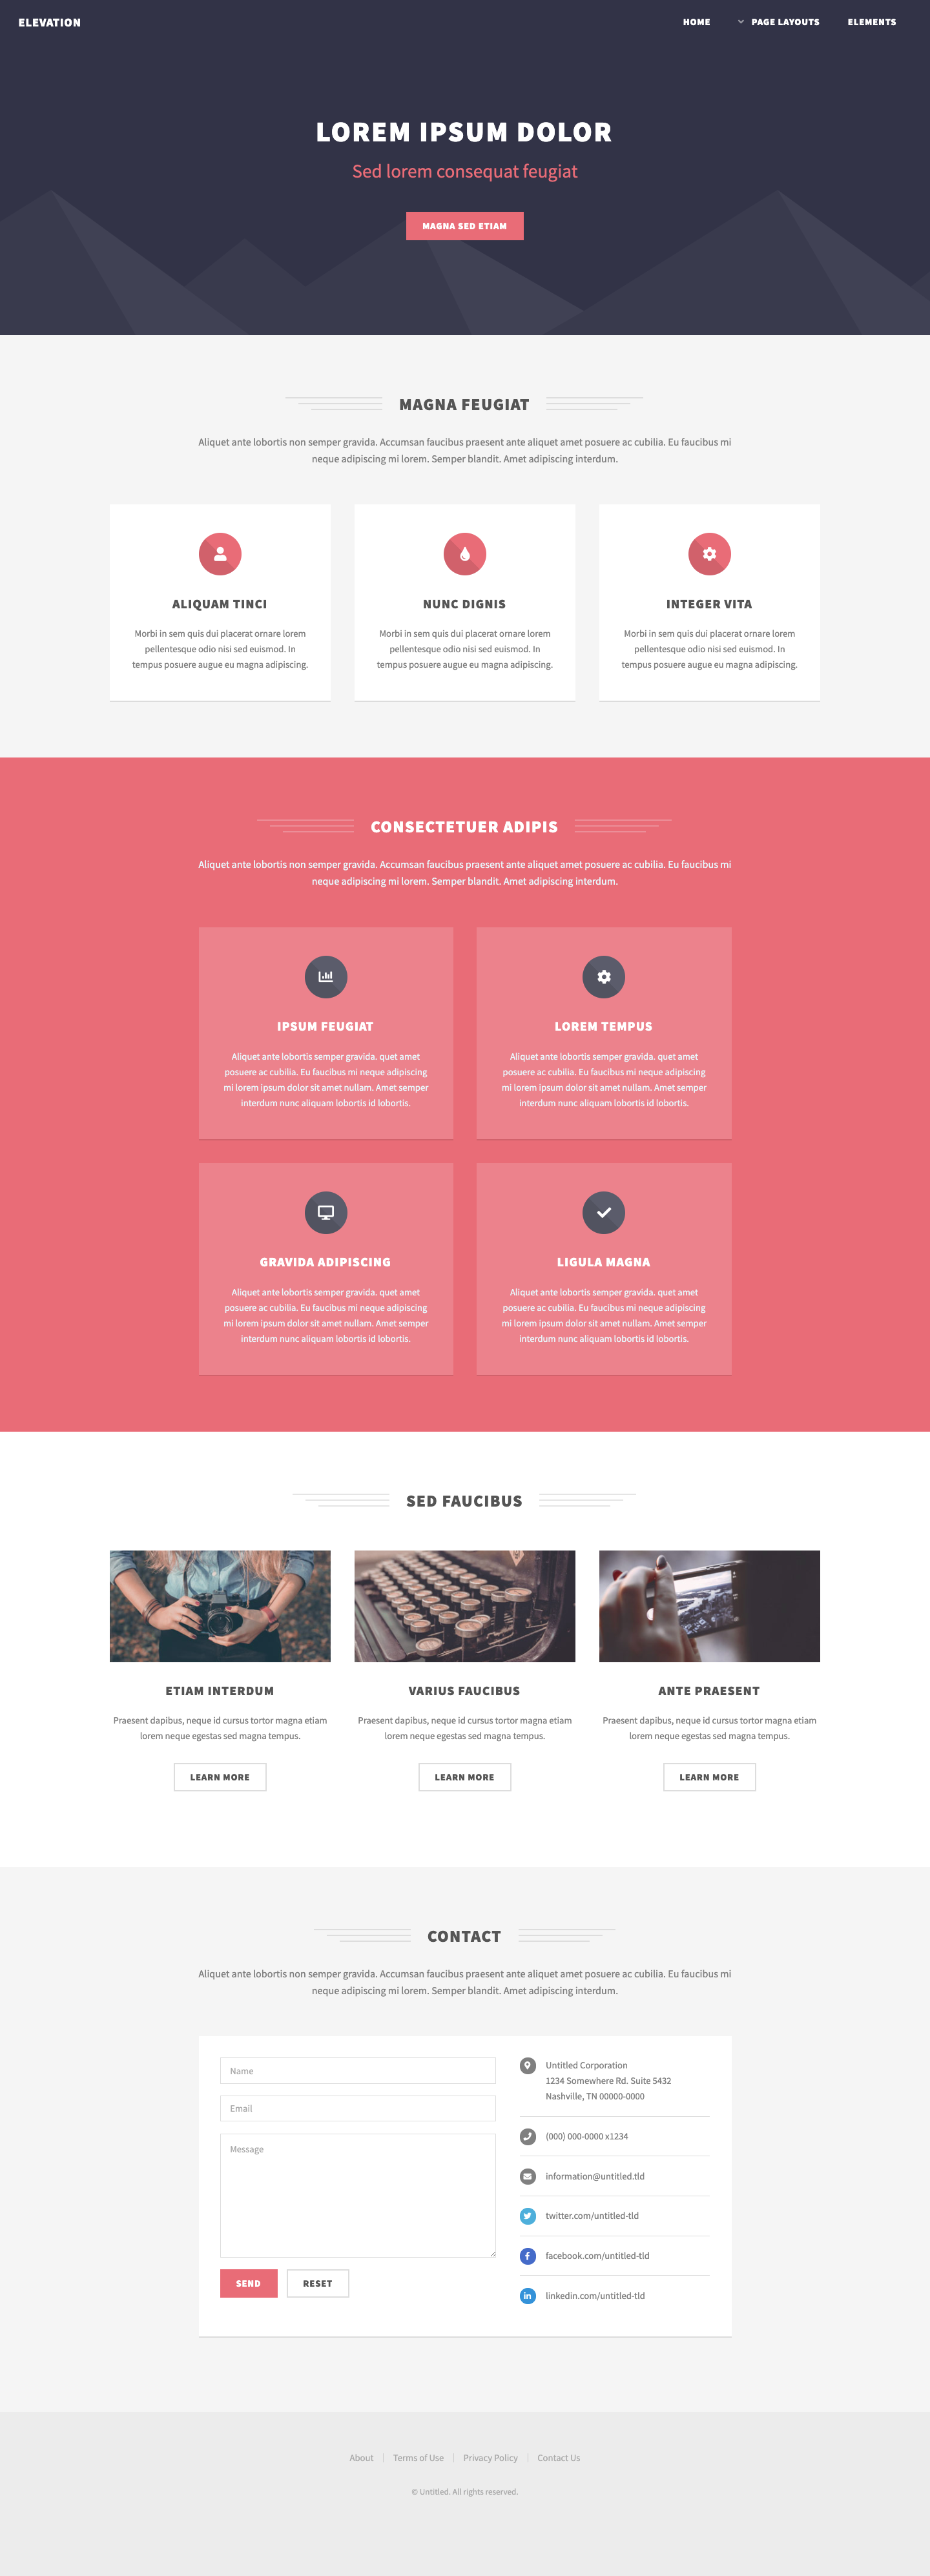 ELEVATION
HOME
PAGE LAYOUTS
ELEMENTS
LOREM IPSUM DOLOR
Sed lorem consequat feugiat
MAGNA SED ETIAM
MAGNA FEUGIAT
Aliquet ante lobortis non semper gravida. Accumsan faucibus praesent ante aliquet amet posuere ac cubilia. Eu faucibus mi
neque adipiscing mi lorem. Semper blandit. Amet adipiscing interdum.
ALIQUAM TINCI
Morbi in sem quis dui placerat ornare lorem
pellentesque odio nisi sed euismod. In
tempus posuere augue eu magna adipiscing.
NUNC DIGNIS
Morbi in sem quis dui placerat ornare lorem
pellentesque odio nisi sed euismod. In
tempus posuere augue eu magna adipiscing.
INTEGER VITA
Morbi in sem quis dui placerat ornare lorem
pellentesque odio nisi sed euismod. In
tempus posuere augue eu magna adipiscing.
CONSECTETUER ADIPIS
Aliquet ante lobortis non semper gravida. Accumsan faucibus praesent ante aliquet amet posuere ac cubilia. Eu faucibus mi
neque adipiscing mi lorem. Semper blandit. Amet adipiscing interdum.
IPSUM FEUGIAT
Aliquet ante lobortis semper gravida. quet amet
posuere ac cubilia. Eu faucibus mi neque adipiscing
mi lorem ipsum dolor sit amet nullam. Amet semper
interdum nunc aliquam lobortis id lobortis.
LOREM TEMPUS
Aliquet ante lobortis semper gravida. quet amet
posuere ac cubilia. Eu faucibus mi neque adipiscing
mi lorem ipsum dolor sit amet nullam. Amet semper
interdum nunc aliquam lobortis id lobortis.
GRAVIDA ADIPISCING
Aliquet ante lobortis semper gravida. quet amet
posuere ac cubilia. Eu faucibus mi neque adipiscing
mi lorem ipsum dolor sit amet nullam. Amet semper
interdum nunc aliquam lobortis id lobortis.
LIGULA MAGNA
Aliquet ante lobortis semper gravida. quet amet
posuere ac cubilia. Eu faucibus mi neque adipiscing
mi lorem ipsum dolor sit amet nullam. Amet semper
interdum nunc aliquam lobortis id lobortis.
SED FAUCIBUS
ETIAM INTERDUM
Praesent dapibus, neque id cursus tortor magna etiam
lorem neque egestas sed magna tempus.
LEARN MORE
VARIUS FAUCIBUS
Praesent dapibus, neque id cursus tortor magna etiam
lorem neque egestas sed magna tempus.
LEARN MORE
ANTE PRAESENT
Praesent dapibus, neque id cursus tortor magna etiam
lorem neque egestas sed magna tempus.
LEARN MORE
CONTACT
Aliquet ante lobortis non semper gravida. Accumsan faucibus praesent ante aliquet amet posuere ac cubilia. Eu faucibus mi
neque adipiscing mi lorem. Semper blandit. Amet adipiscing interdum.
Name
Email
Message
SEND
RESET
Untitled Corporation
1234 Somewhere Rd. Suite 5432
Nashville, TN 00000-0000
(000) 000-0000 x1234
information@untitled.tld
twitter.com/untitled-tld
facebook.com/untitled-tld
linkedin.com/untitled-tld
About
Terms of Use
Privacy Policy
Contact Us
© Untitled. All rights reserved.